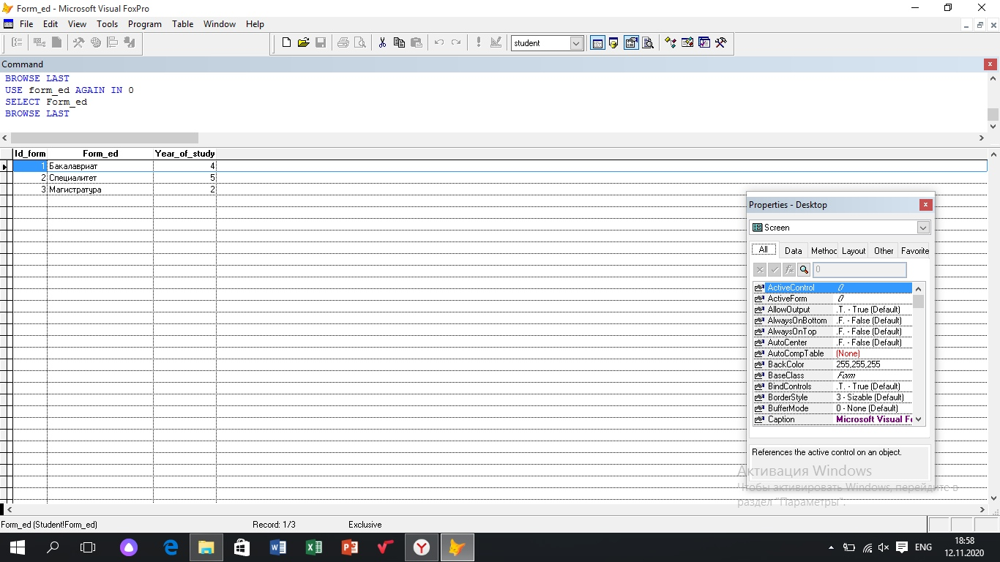 Form_ed - Microsoft Visual FoxPro
File Edit View Tools Program Table Window Help
student
Command
BROWSE LAST
USE form_ed AGAIN IN 0
SELECT Form_ed
BROWSE LAST
Id_form Form_ed Year_of_study
1 Бакалавриат 4
2 Специалитет 5
3 Магистратура 2
Properties - Desktop
Screen
All Data Methoc Layout Other Favorite
0
ActiveControl 0
ActiveForm 0
AllowOutput .T. - True (Default)
AlwaysOnBottom .F. - False (Default)
AlwaysOnTop .F. - False (Default)
AutoCenter .F. - False (Default)
AutoCompTable (None)
BackColor 255,255,255
BaseClass Form
BindControls .T. - True (Default)
BorderStyle 3 - Sizable (Default)
BufferMode 0 - None (Default)
Caption Microsoft Visual F
References the active control on an object.
Активация Windows
Чтобы активировать Windows, перейдите в
раздел "Параметры".
Form_ed (Student!Form_ed) Record: 1/3 Exclusive
ENG
18:58
12.11.2020